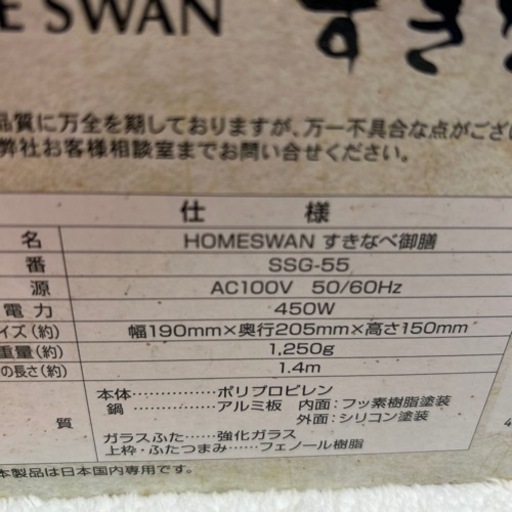 E SWAN すき
品質に万全を期しておりますが、万一不具合な点がござい
弊社お客様相談室までお問い合せください。
仕 様
名 HOMESWAN すきなべ御膳
番 SSG-55
源 AC100V 50/60Hz
電力 450W
イズ(約) 幅190mm×奥行205mm×高さ150mm
重量(約) 1,250g
の長さ(約) 1.4m
質 本体……………ポリプロピレン
鍋……………アルミ板 内面：フッ素樹脂塗装
外面：シリコン塗装
ガラスふた……強化ガラス
上枠・ふたつまみ……フェノール樹脂
本製品は日本国内専用です。